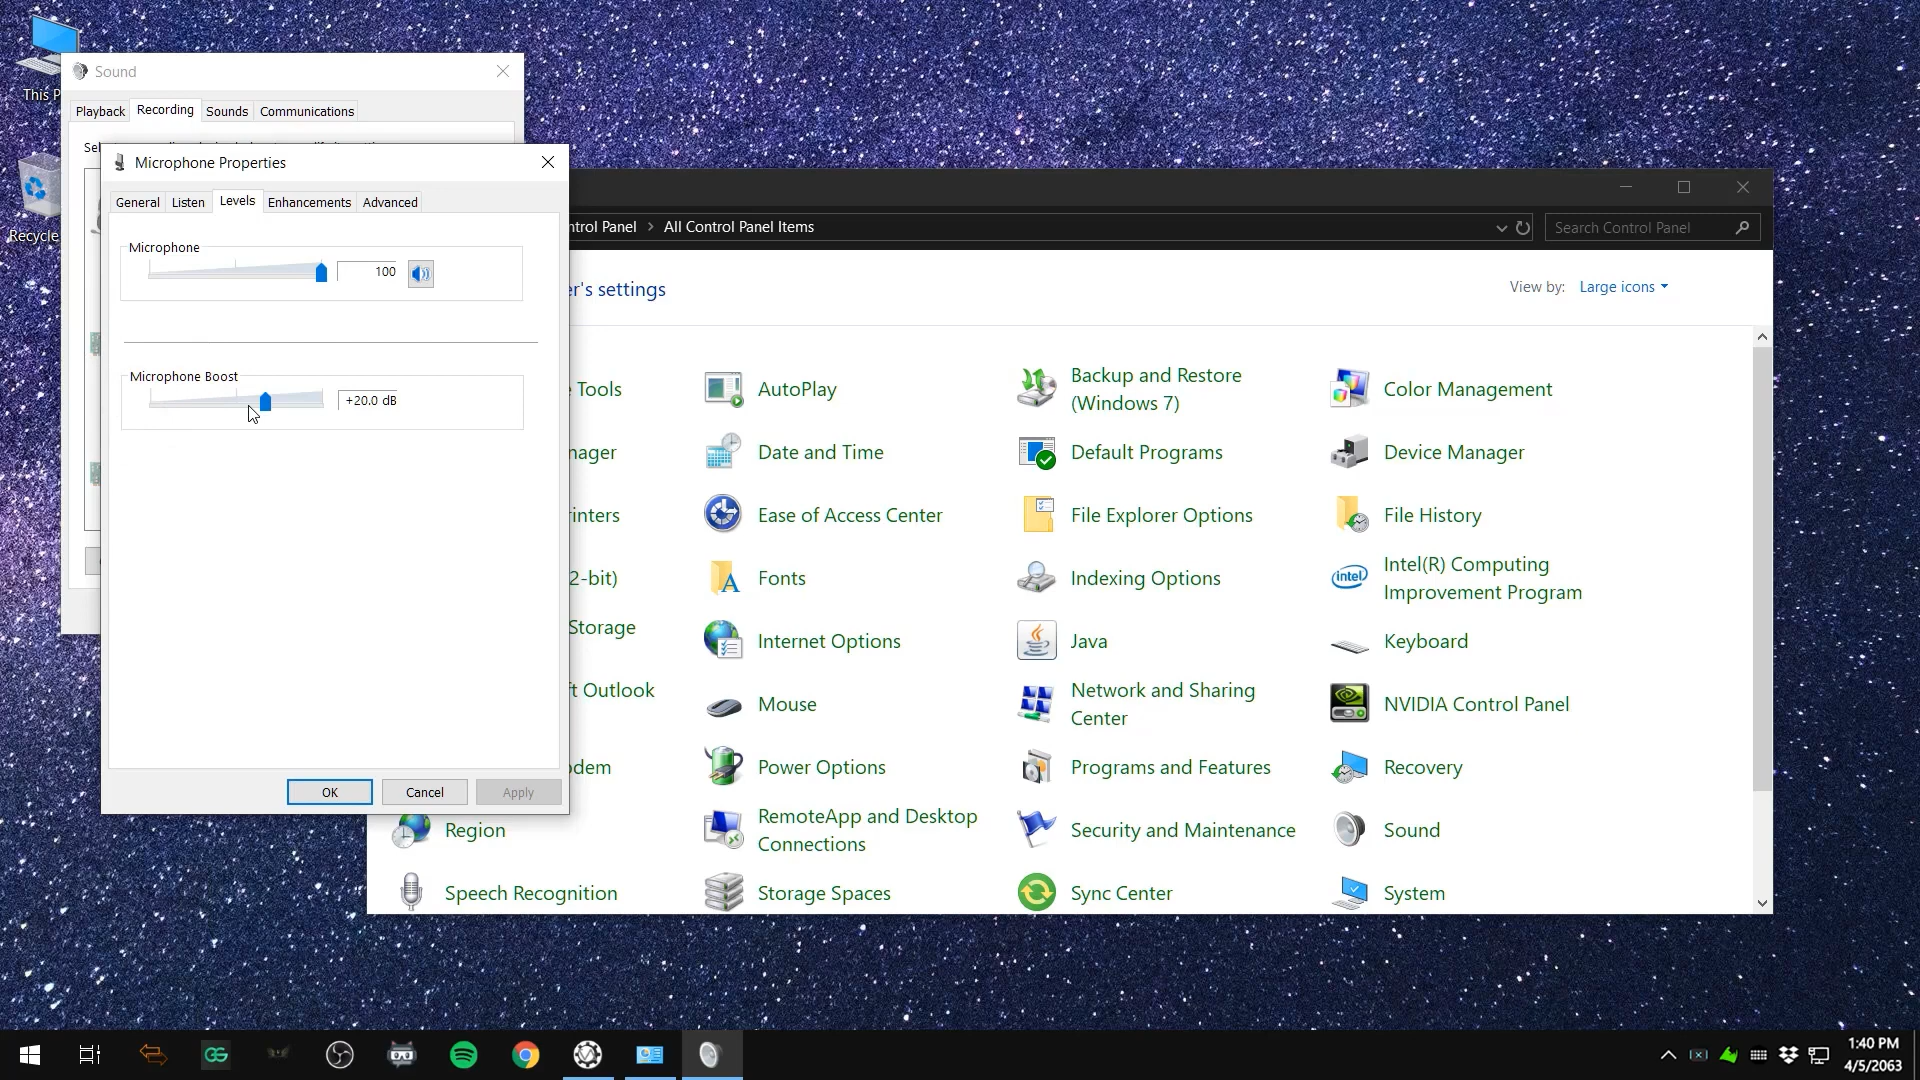 This P
Recycle
Sound
Playback
Recording
Sounds
Communications
Sel
Microphone Properties
General
Listen
Levels
Enhancements
Advanced
Microphone
100
Microphone Boost
+20.0 dB
OK
Cancel
Apply
ntrol Panel > All Control Panel Items
Search Control Panel
er's settings
View by: Large icons
e Tools
AutoPlay
Backup and Restore
(Windows 7)
Color Management
nager
Date and Time
Default Programs
Device Manager
rinters
Ease of Access Center
File Explorer Options
File History
2-bit)
Fonts
Indexing Options
intel
Intel(R) Computing
Improvement Program
Storage
Internet Options
Java
Keyboard
ft Outlook
Mouse
Network and Sharing
Center
NVIDIA Control Panel
odem
Power Options
Programs and Features
Recovery
Region
RemoteApp and Desktop
Connections
Security and Maintenance
Sound
Speech Recognition
Storage Spaces
Sync Center
System
GS
1:40 PM
4/5/2063